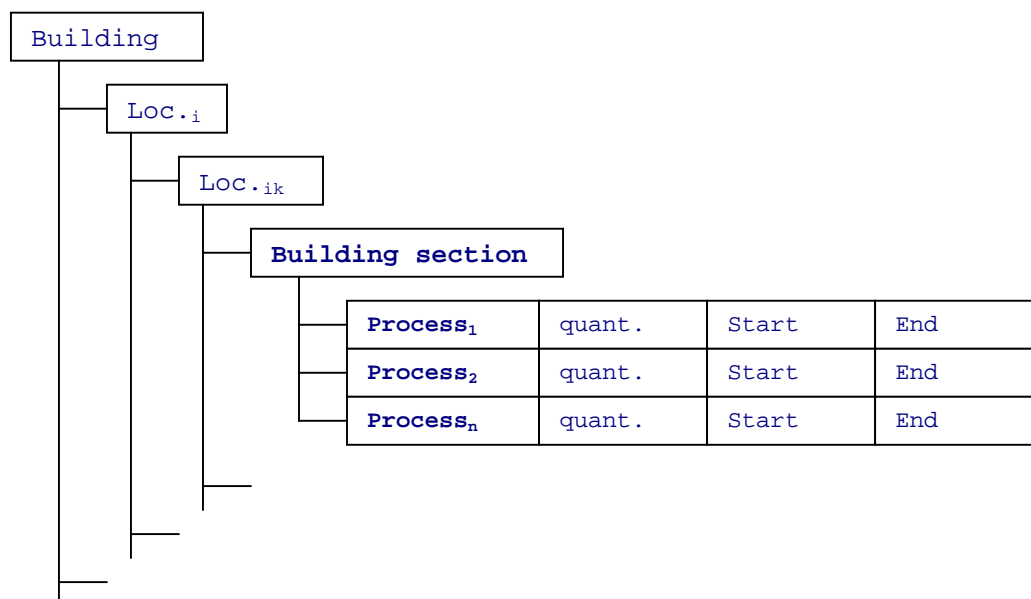 Building
Loc.i
Loc.ik
Building section
Process1 quant. Start End
Process2 quant. Start End
Processn quant. Start End